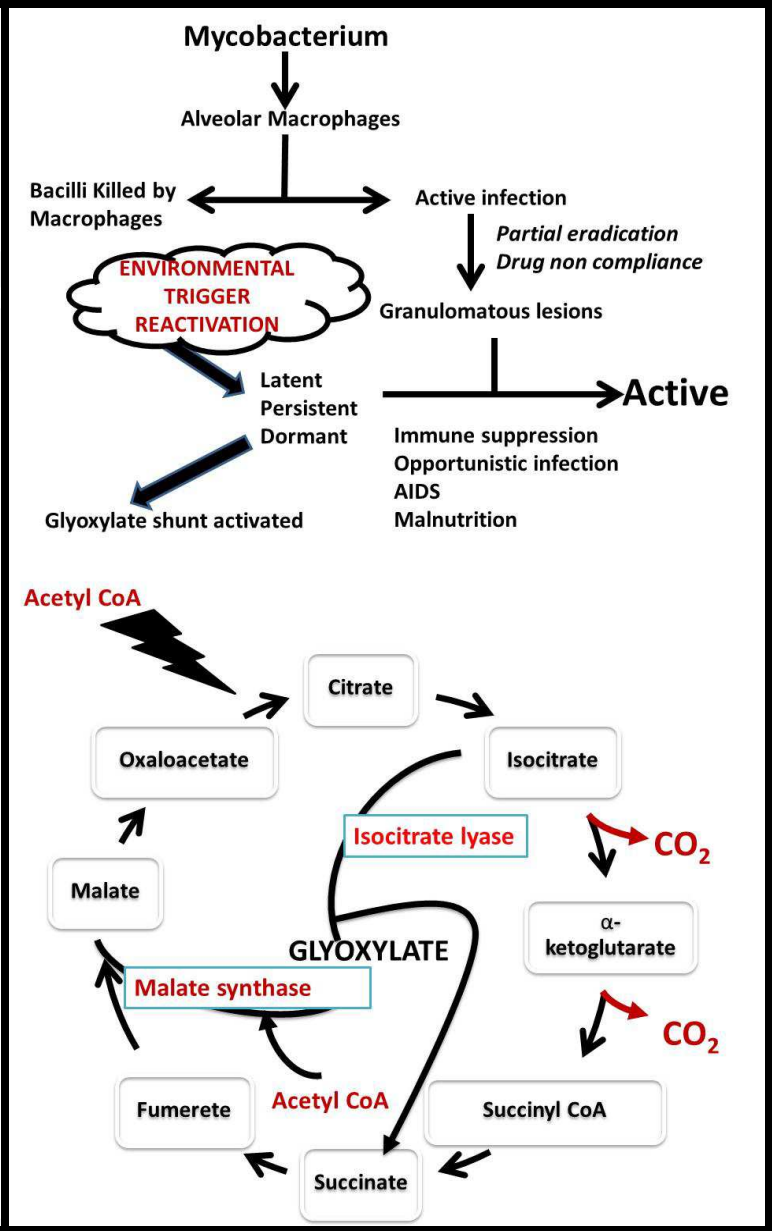 Mycobacterium
Alveolar Macrophages
Bacilli Killed by
Macrophages
Active infection
Partial eradication
Drug non compliance
ENVIRONMENTAL
TRIGGER
REACTIVATION
Granulomatous lesions
Latent
Persistent
Dormant
Active
Immune suppression
Opportunistic infection
AIDS
Malnutrition
Glyoxylate shunt activated
Acetyl CoA
Citrate
Oxaloacetate
Isocitrate
Isocitrate lyase
CO₂
Malate
α-
ketoglutarate
GLYOXYLATE
Malate synthase
CO₂
Acetyl CoA
Fumerete
Succinyl CoA
Succinate